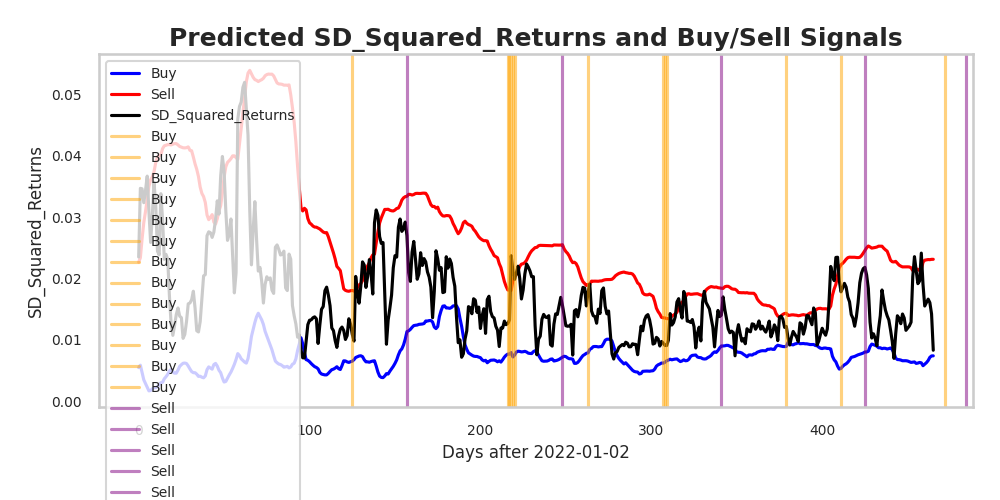 Predicted SD_Squared_Returns and Buy/Sell Signals
SD_Squared_Returns
0.05
0.04
0.03
0.02
0.01
0.00
Buy
Sell
SD_Squared_Returns
Buy
Buy
Buy
Buy
Buy
Buy
Buy
Buy
Buy
Buy
Buy
Buy
Buy
Sell
Sell
Sell
Sell
Sell
0
100
200
300
400
Days after 2022-01-02